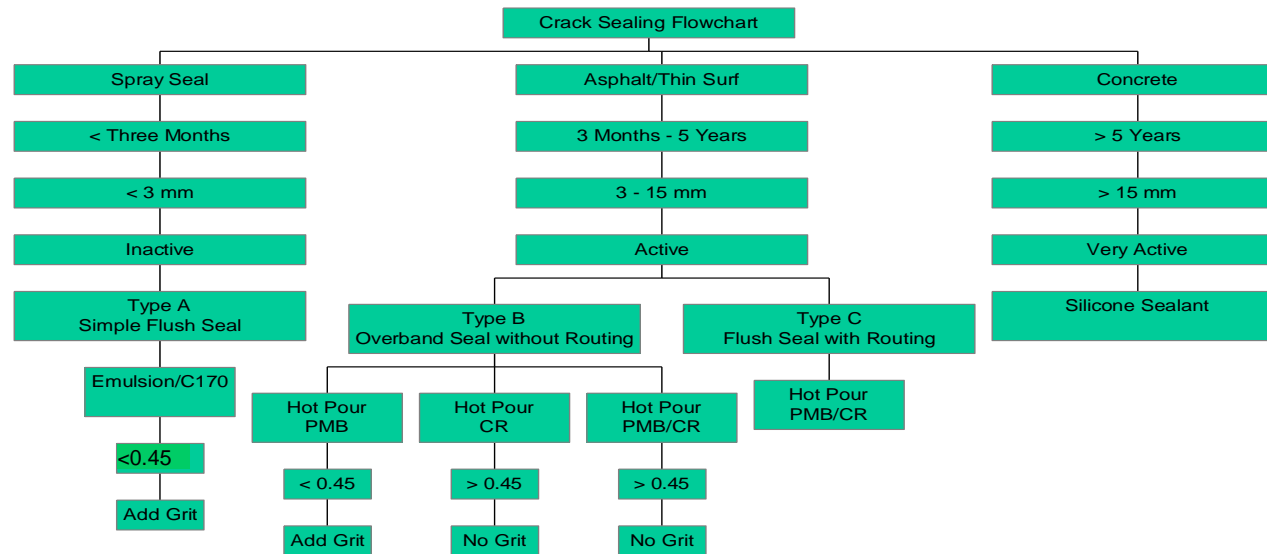 Crack Sealing Flowchart
Spray Seal
Asphalt/Thin Surf
Concrete
< Three Months
3 Months - 5 Years
> 5 Years
< 3 mm
3 - 15 mm
> 15 mm
Inactive
Active
Very Active
Type A
Simple Flush Seal
Type B
Overband Seal without Routing
Type C
Flush Seal with Routing
Silicone Sealant
Emulsion/C170
Hot Pour
PMB
Hot Pour
CR
Hot Pour
PMB/CR
Hot Pour
PMB/CR
<0.45
< 0.45
> 0.45
> 0.45
Add Grit
Add Grit
No Grit
No Grit